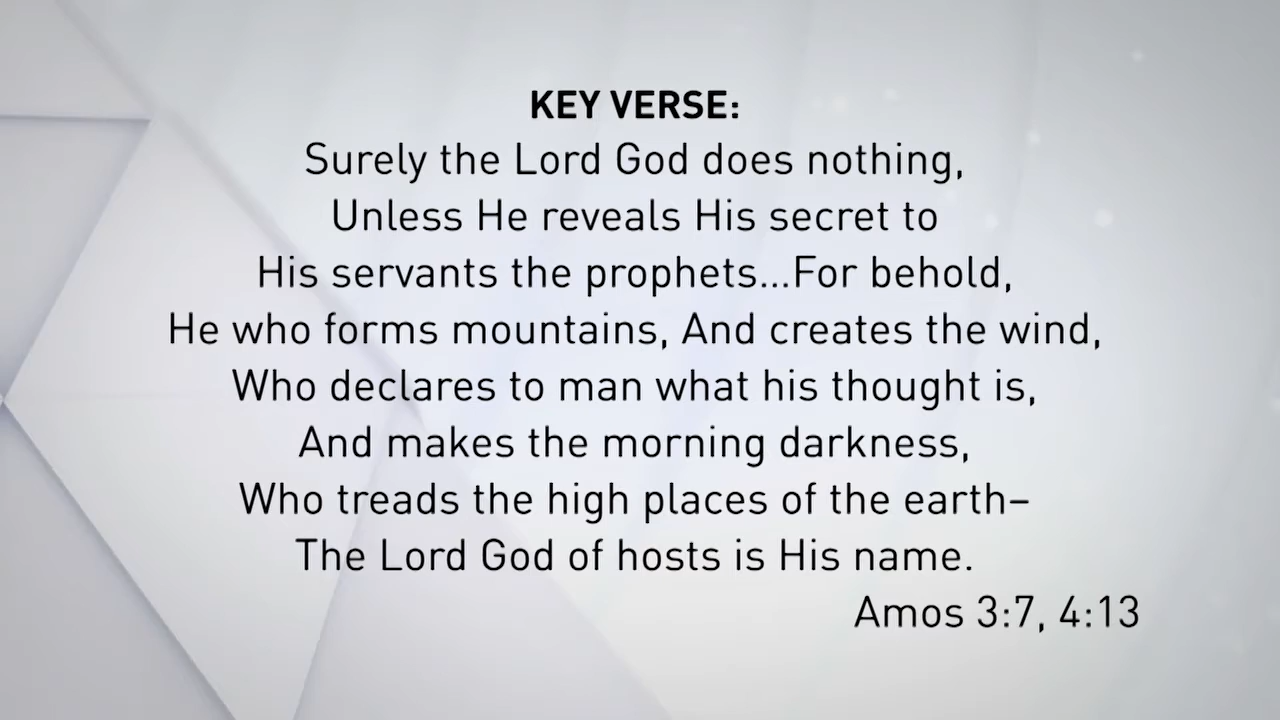 KEY VERSE:
Surely the Lord God does nothing,
Unless He reveals His secret to
His servants the prophets...For behold,
He who forms mountains, And creates the wind,
Who declares to man what his thought is,
And makes the morning darkness,
Who treads the high places of the earth–
The Lord God of hosts is His name.
Amos 3:7, 4:13